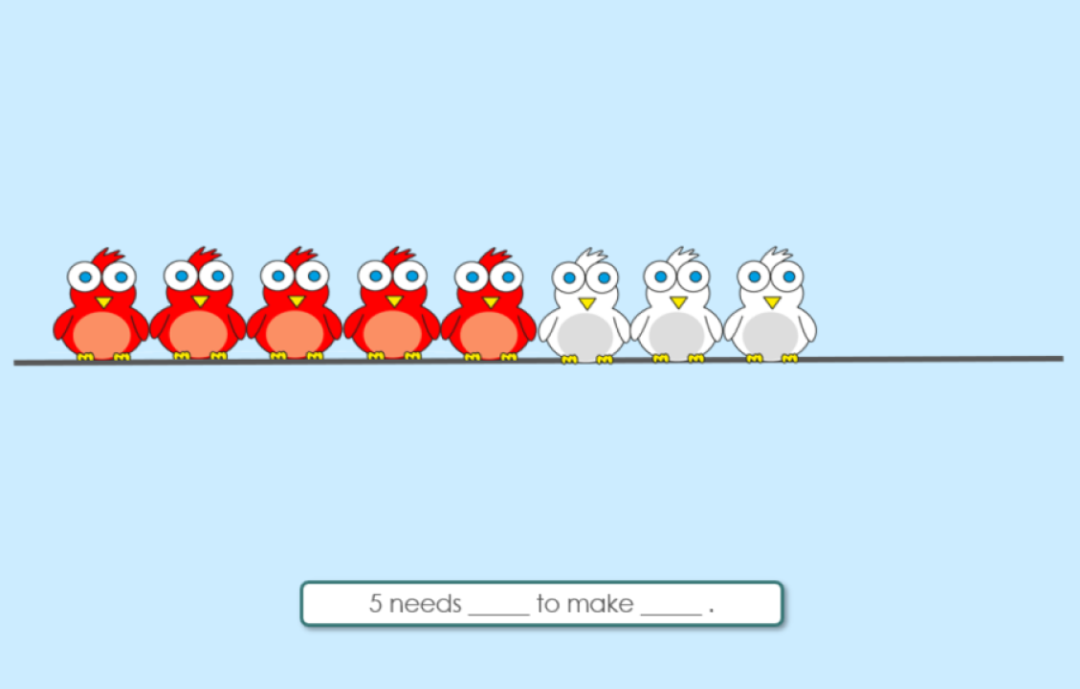 5 needs _____ to make _____ .